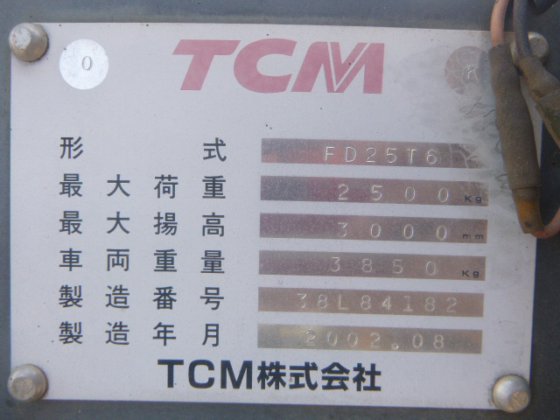 O TCM K
形式 FD25T6
最大荷重 2500 Kg
最大揚高 3000 mm
車両重量 3850 Kg
製造番号 38L84182
製造年月 2002.08
TCM株式会社